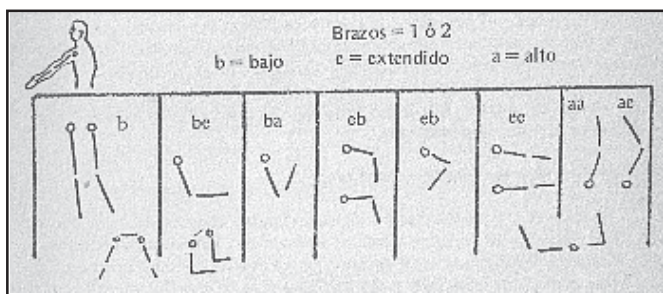 Brazos = 1 ó 2
b = bajo e = extendido a = alto
b be ba eb eb ee aa ae